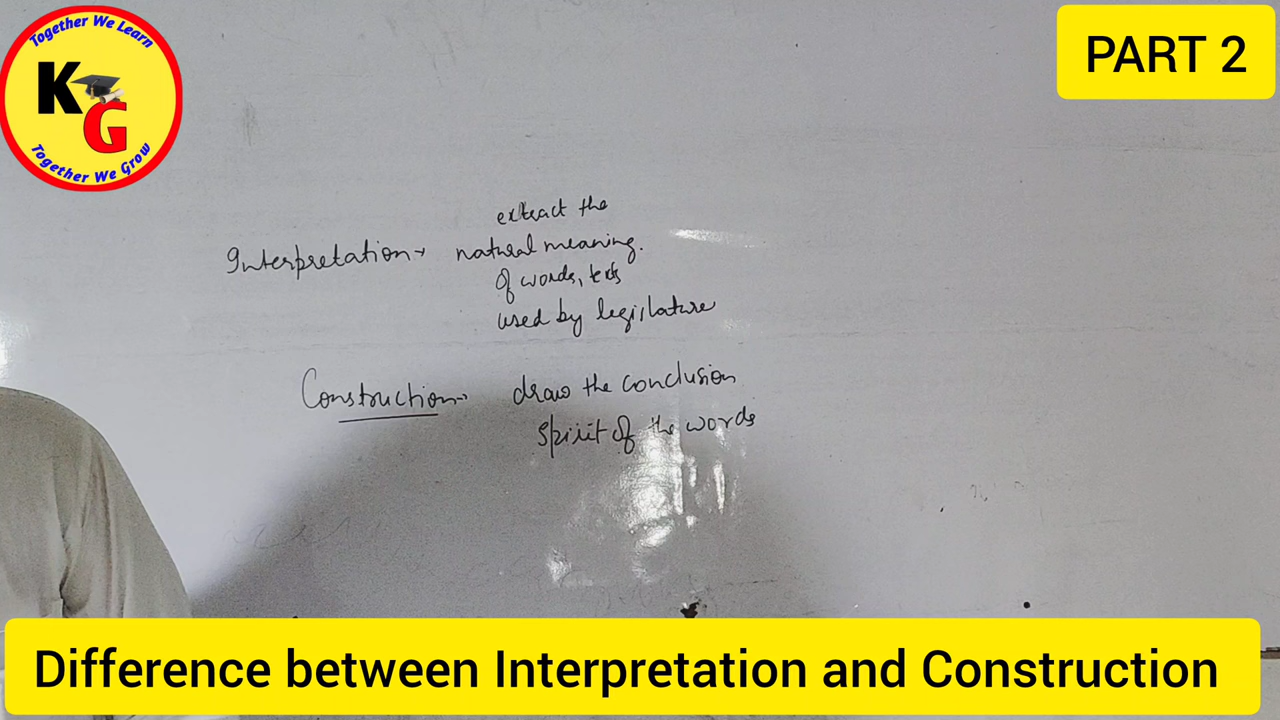 Together We Learn
KG
Together We Grow
PART 2
extract the
Interpretation → natural meaning.
of words, texts
used by legislature
Construction → draw the conclusion
spirit of the words
Difference between Interpretation and Construction